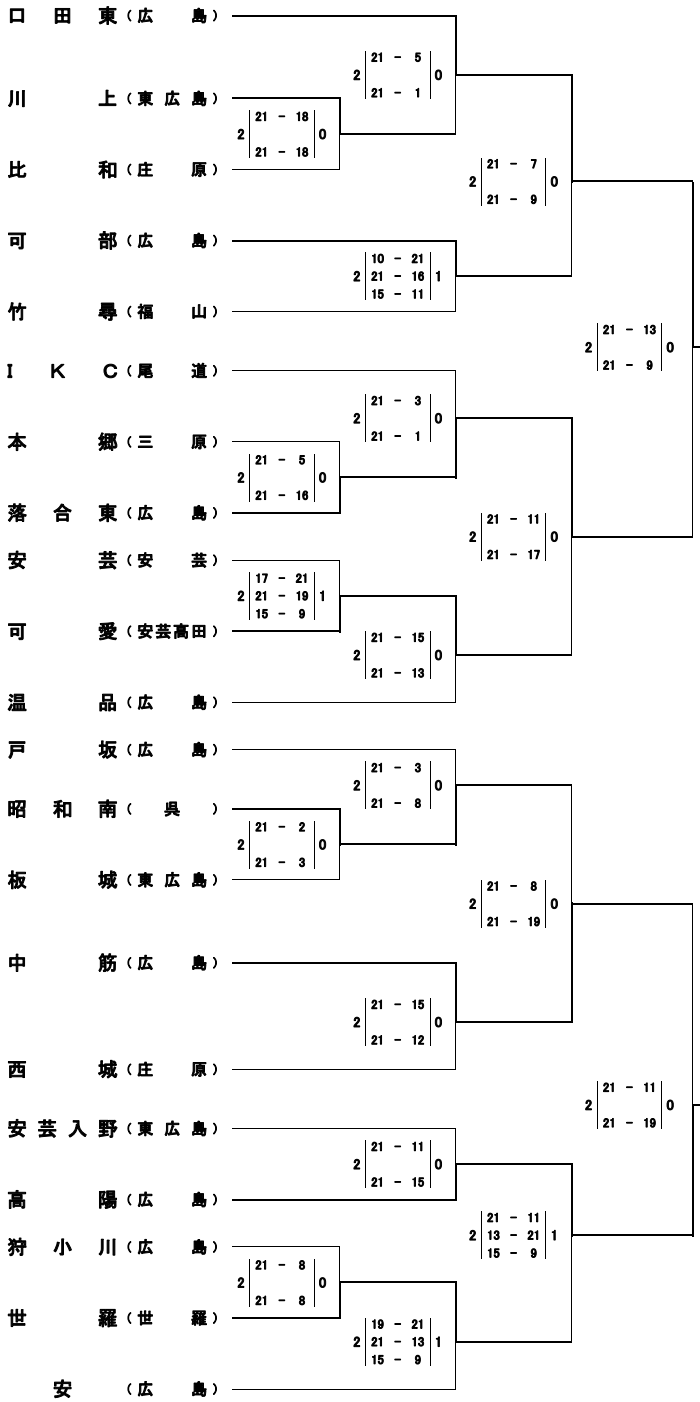 口田東（広島）
21 - 5
2 0
21 - 1
川上（東広島）
21 - 18
2 0
21 - 18
比和（庄原）
21 - 7
2 0
21 - 9
可部（広島）
10 - 21
2 21 - 16 1
15 - 11
竹尋（福山）
21 - 13
2 0
21 - 9
ＩＫＣ（尾道）
21 - 3
2 0
21 - 1
本郷（三原）
21 - 5
2 0
21 - 16
落合東（広島）
21 - 11
2 0
21 - 17
安芸（安芸）
17 - 21
2 21 - 19 1
15 - 9
可愛（安芸高田）
21 - 15
2 0
21 - 13
温品（広島）
戸坂（広島）
21 - 3
2 0
21 - 8
昭和南（呉）
21 - 2
2 0
21 - 3
板城（東広島）
21 - 8
2 0
21 - 19
中筋（広島）
21 - 15
2 0
21 - 12
西城（庄原）
21 - 11
2 0
21 - 19
安芸入野（東広島）
21 - 11
2 0
21 - 15
高陽（広島）
21 - 11
2 13 - 21 1
15 - 9
狩小川（広島）
21 - 8
2 0
21 - 8
世羅（世羅）
19 - 21
2 21 - 13 1
15 - 9
安（広島）